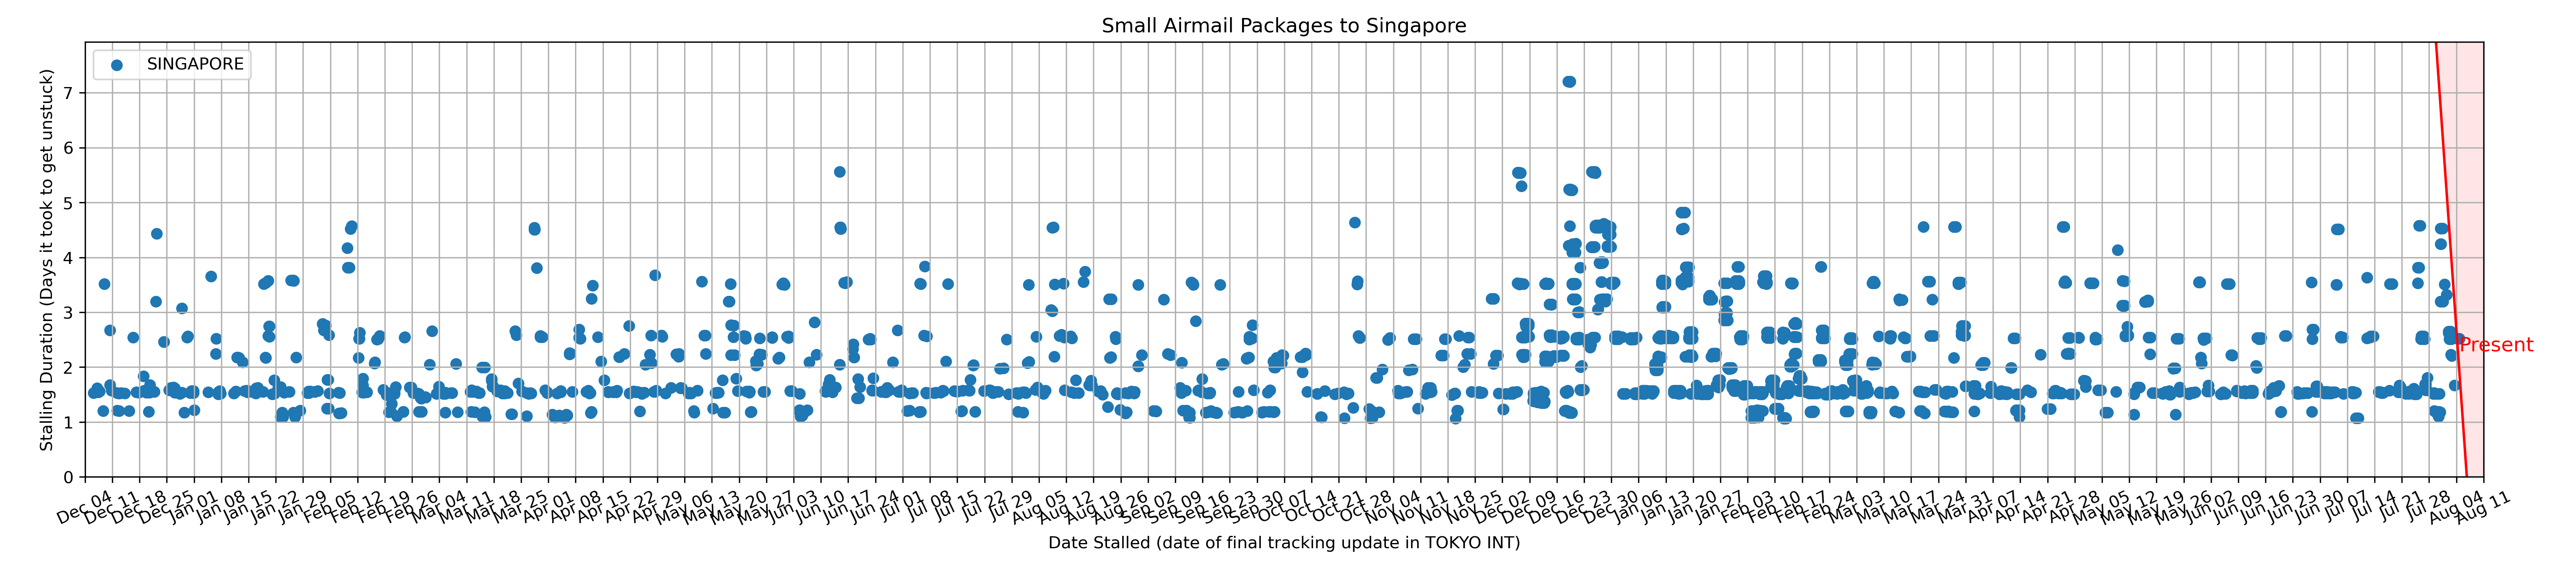 Small Airmail Packages to Singapore
SINGAPORE
Stalling Duration (Days it took to get unstuck)
7
6
5
4
3
2
1
0
Present
Dec 04
Dec 11
Dec 18
Dec 25
Jan 01
Jan 08
Jan 15
Jan 22
Jan 29
Feb 05
Feb 12
Feb 19
Feb 26
Mar 04
Mar 11
Mar 18
Mar 25
Apr 01
Apr 08
Apr 15
Apr 22
Apr 29
May 06
May 13
May 20
May 27
Jun 03
Jun 10
Jun 17
Jun 24
Jul 01
Jul 08
Jul 15
Jul 22
Jul 29
Aug 05
Aug 12
Aug 19
Aug 26
Sep 02
Sep 09
Sep 16
Sep 23
Sep 30
Oct 07
Oct 14
Oct 21
Oct 28
Nov 04
Nov 11
Nov 18
Nov 25
Dec 02
Dec 09
Dec 16
Dec 23
Dec 30
Jan 06
Jan 13
Jan 20
Jan 27
Feb 03
Feb 10
Feb 17
Feb 24
Mar 03
Mar 10
Mar 17
Mar 24
Mar 31
Apr 07
Apr 14
Apr 21
Apr 28
May 05
May 12
May 19
May 26
Jun 02
Jun 09
Jun 16
Jun 23
Jun 30
Jul 07
Jul 14
Jul 21
Jul 28
Aug 04
Aug 11
Date Stalled (date of final tracking update in TOKYO INT)